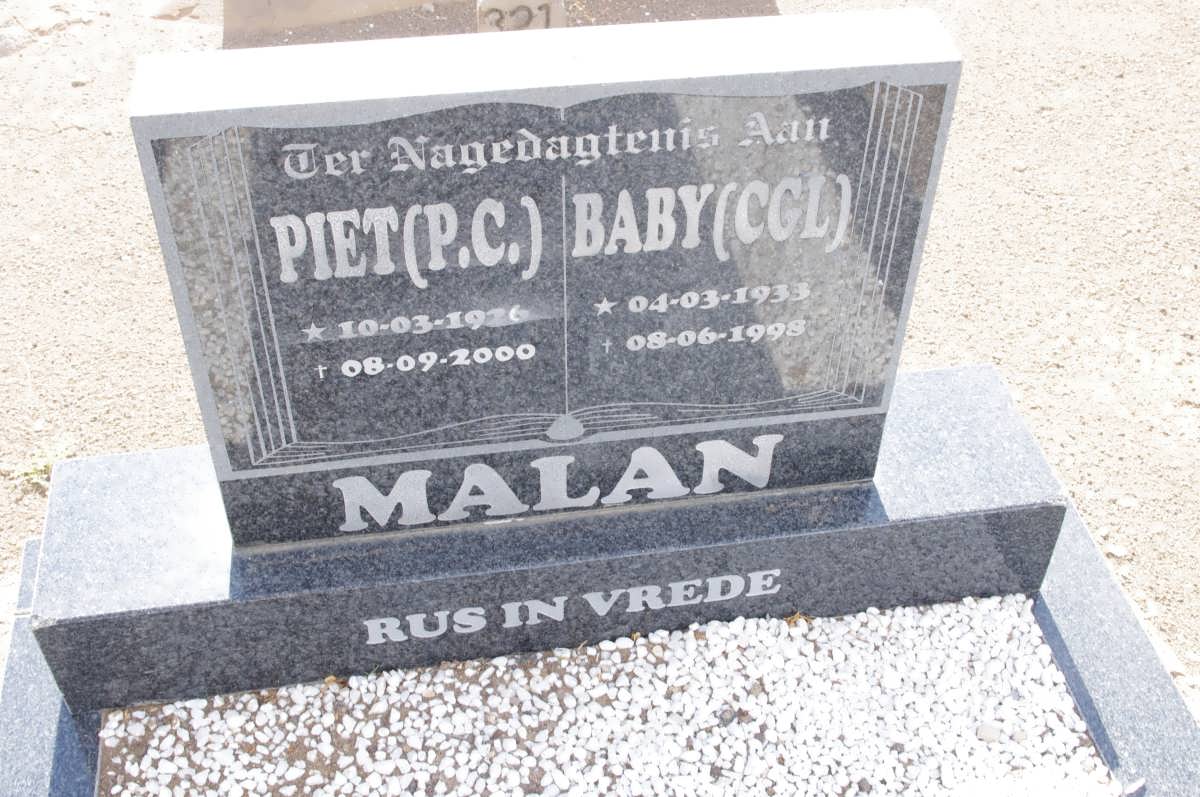 321
Ter Nagedagtenis Aan
PIET(P.C.) BABY(CGL)
★ 10-03-1926 ★ 04-03-1933
† 08-09-2000 † 08-06-1998
MALAN
RUS IN VREDE